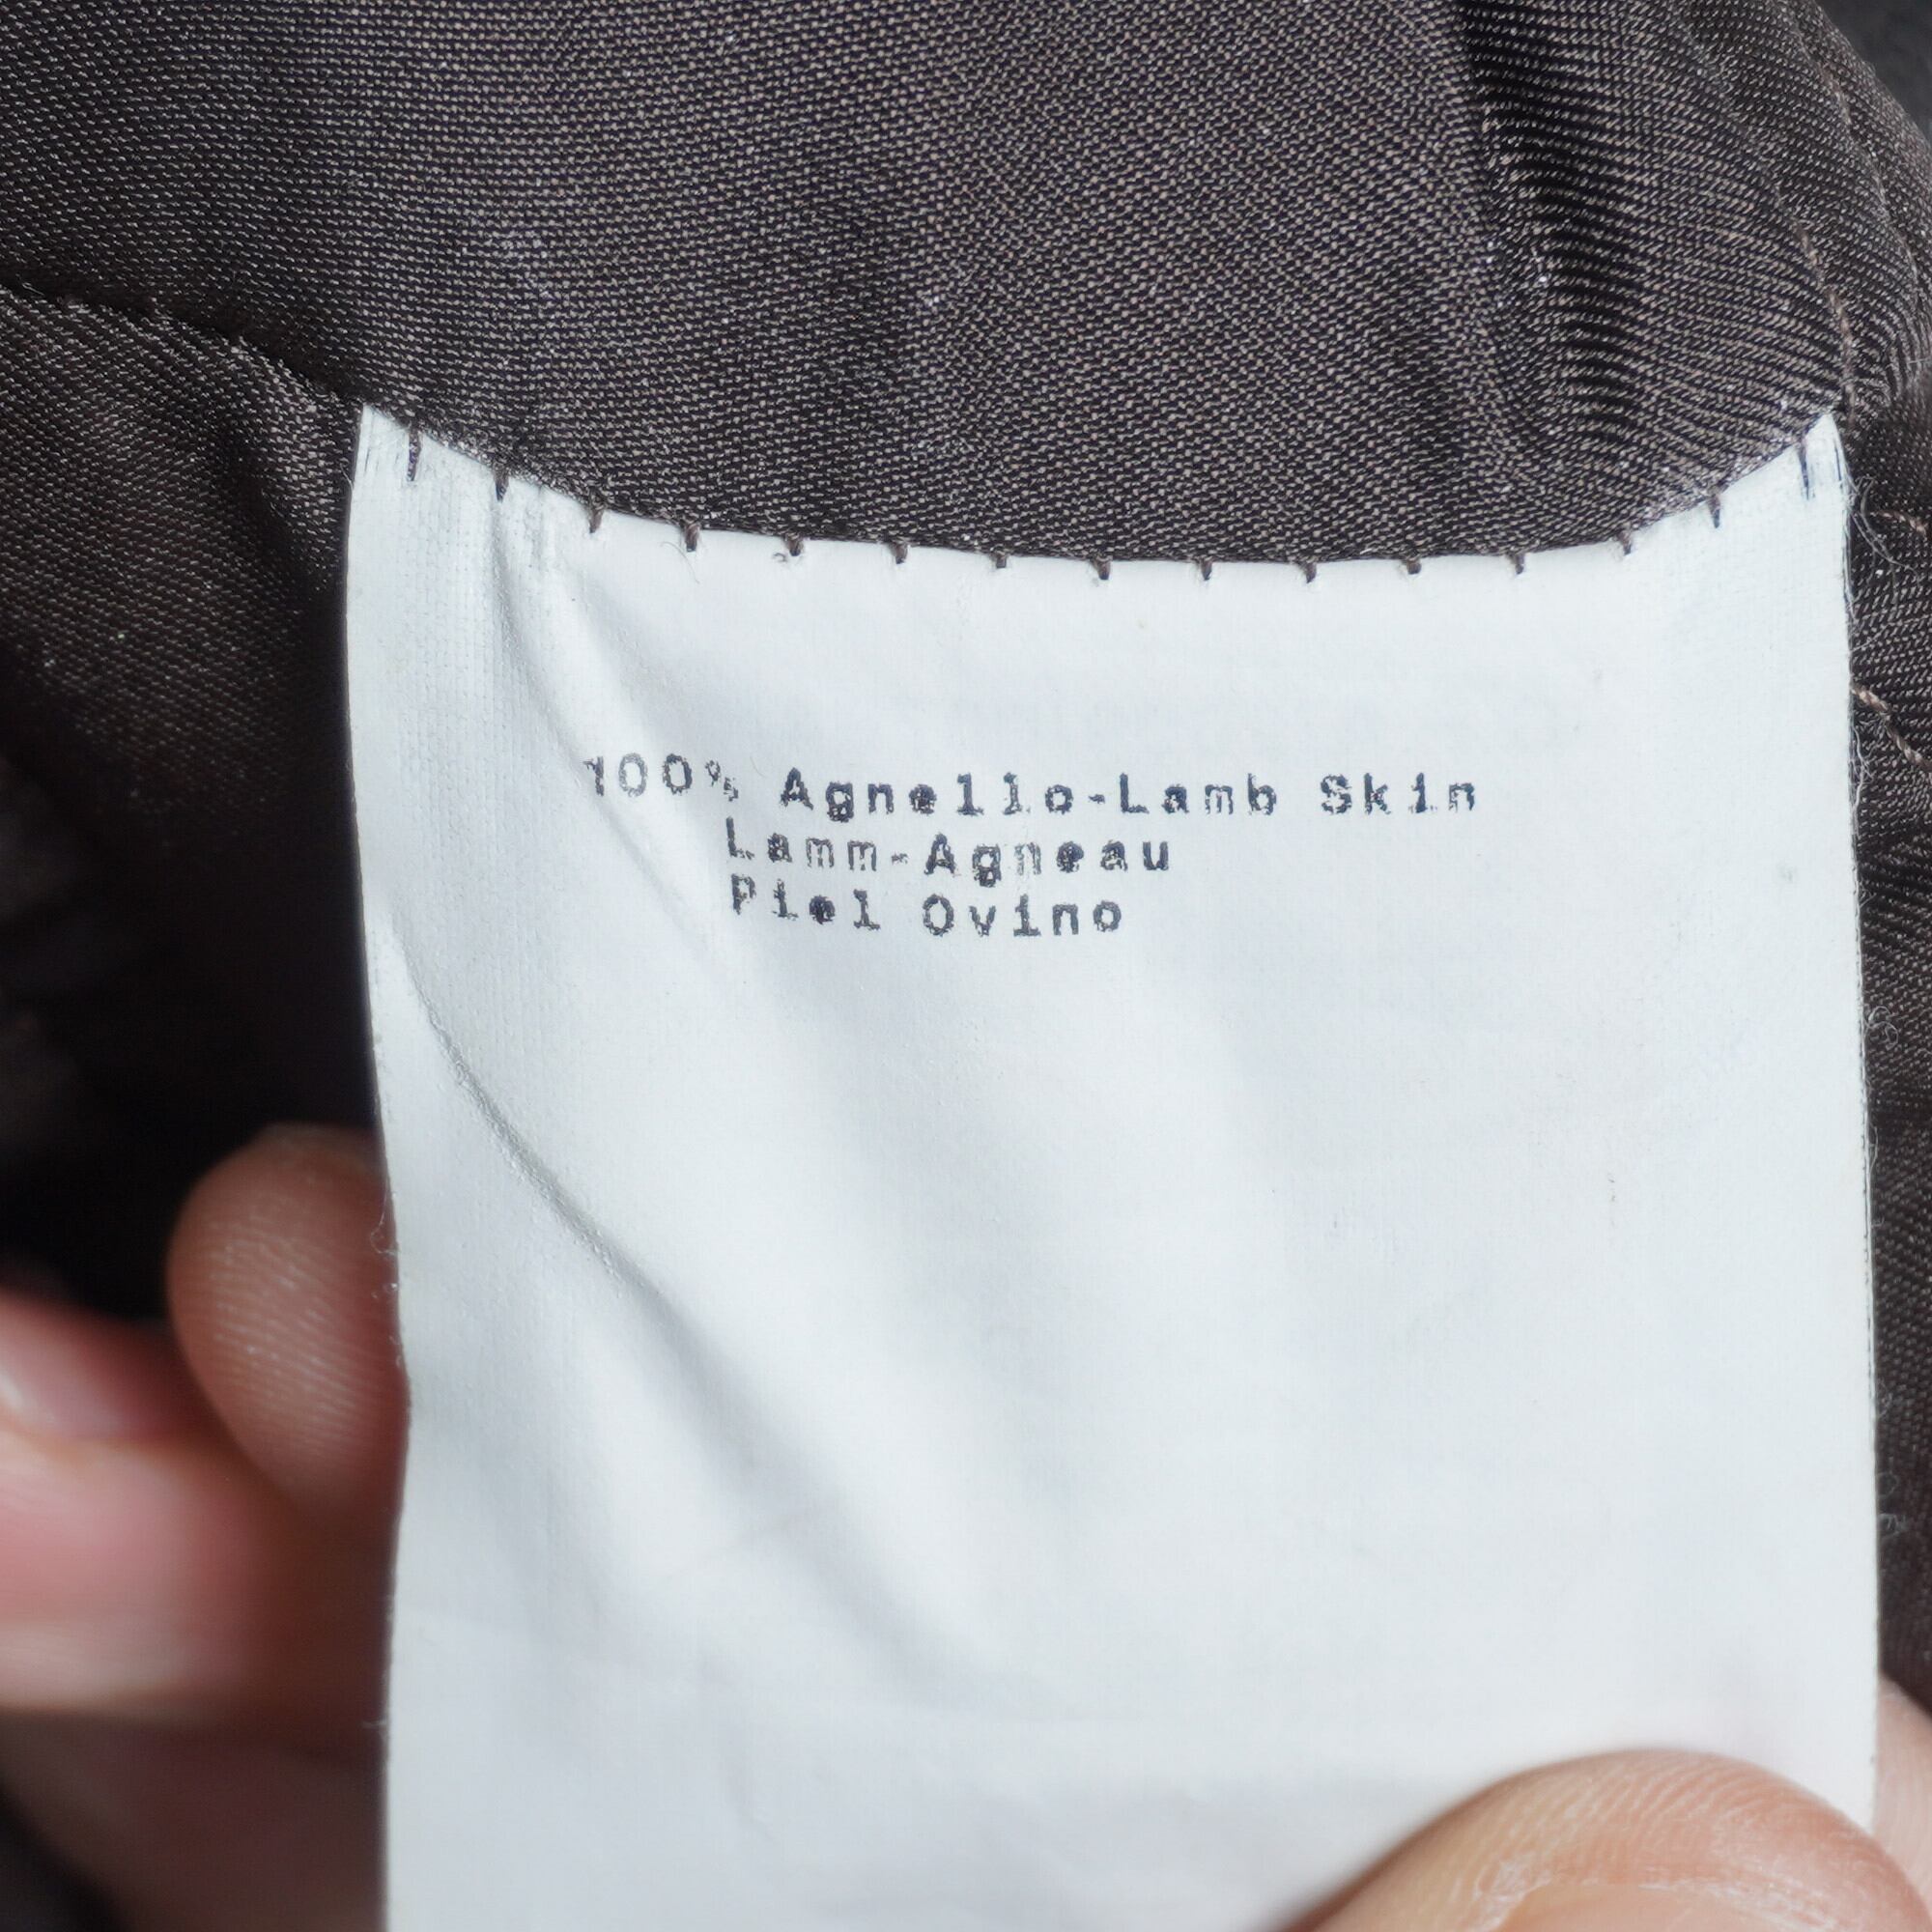 100% Agnello-Lamb Skin
Lamm-Agneau
Piel Ovino